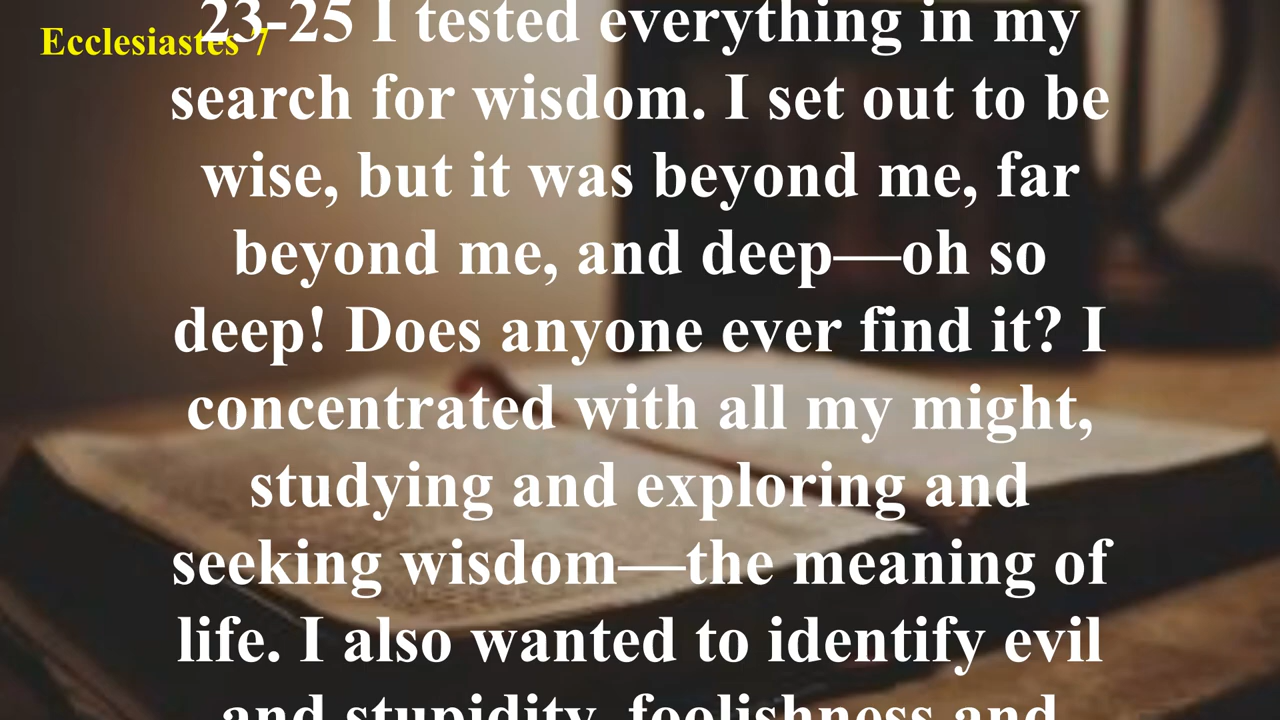 Ecclesiastes 7
23-25 I tested everything in my
search for wisdom. I set out to be
wise, but it was beyond me, far
beyond me, and deep—oh so
deep! Does anyone ever find it? I
concentrated with all my might,
studying and exploring and
seeking wisdom—the meaning of
life. I also wanted to identify evil
and stupidity, foolishness and